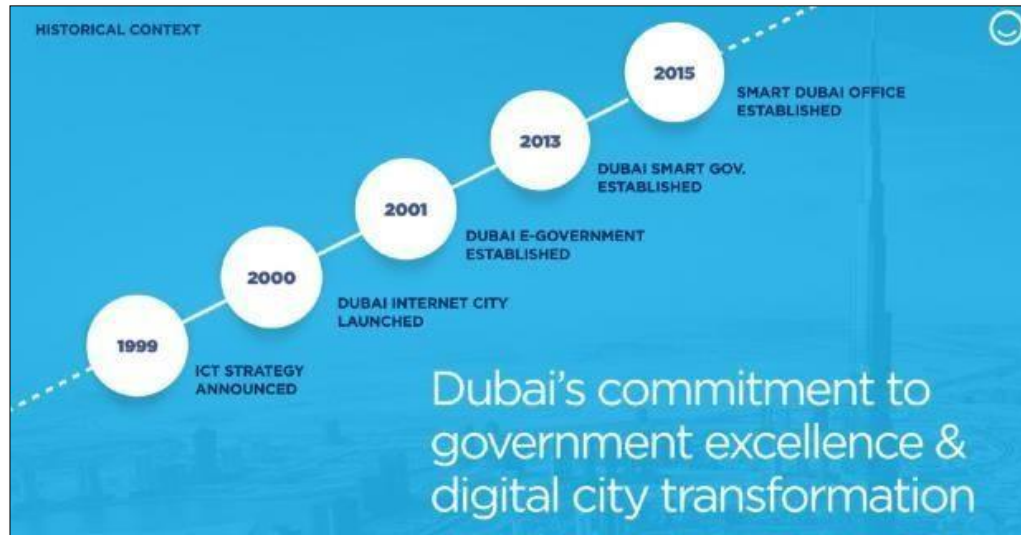 HISTORICAL CONTEXT
2015
SMART DUBAI OFFICE
ESTABLISHED
2013
DUBAI SMART GOV.
ESTABLISHED
2001
DUBAI E-GOVERNMENT
ESTABLISHED
2000
DUBAI INTERNET CITY
LAUNCHED
1999
ICT STRATEGY
ANNOUNCED
Dubai's commitment to
government excellence &
digital city transformation